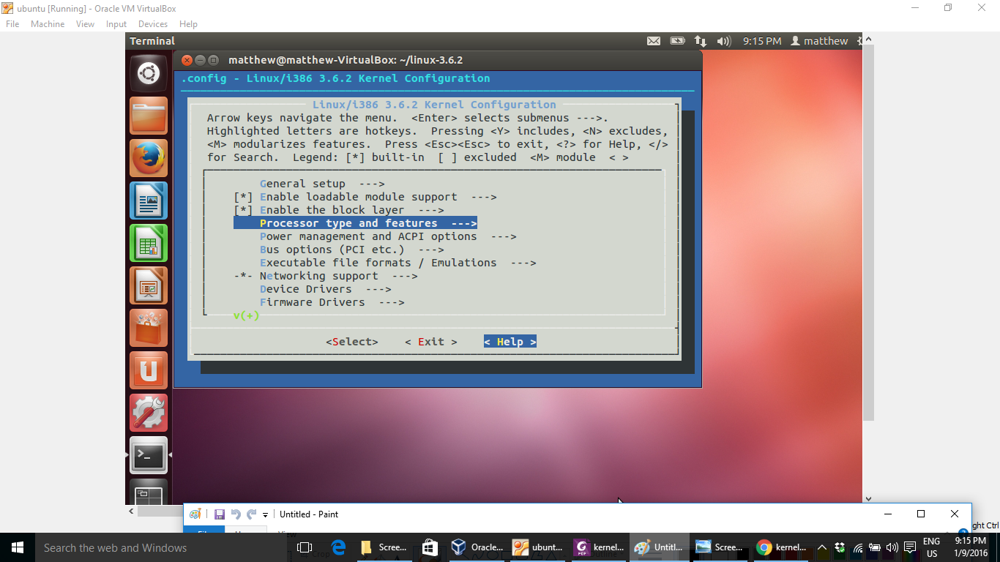 ubuntu [Running] - Oracle VM VirtualBox
File Machine View Input Devices Help
Terminal 9:15 PM matthew
matthew@matthew-VirtualBox: ~/linux-3.6.2
.config - Linux/i386 3.6.2 Kernel Configuration
Linux/i386 3.6.2 Kernel Configuration
Arrow keys navigate the menu. <Enter> selects submenus --->.
Highlighted letters are hotkeys. Pressing <Y> includes, <N> excludes,
<M> modularizes features. Press <Esc><Esc> to exit, <?> for Help, </>
for Search. Legend: [*] built-in [ ] excluded <M> module < >
General setup --->
[*] Enable loadable module support --->
[*] Enable the block layer --->
Processor type and features --->
Power management and ACPI options --->
Bus options (PCI etc.) --->
Executable file formats / Emulations --->
-*- Networking support --->
Device Drivers --->
Firmware Drivers --->
v(+)
<Select> < Exit > < Help >
Untitled - Paint
ght Ctrl
File View
Search the web and Windows
Scree... Oracle... ubunt... kernel... Untitl... Scree... kernel...
ENG
US
9:15 PM
1/9/2016